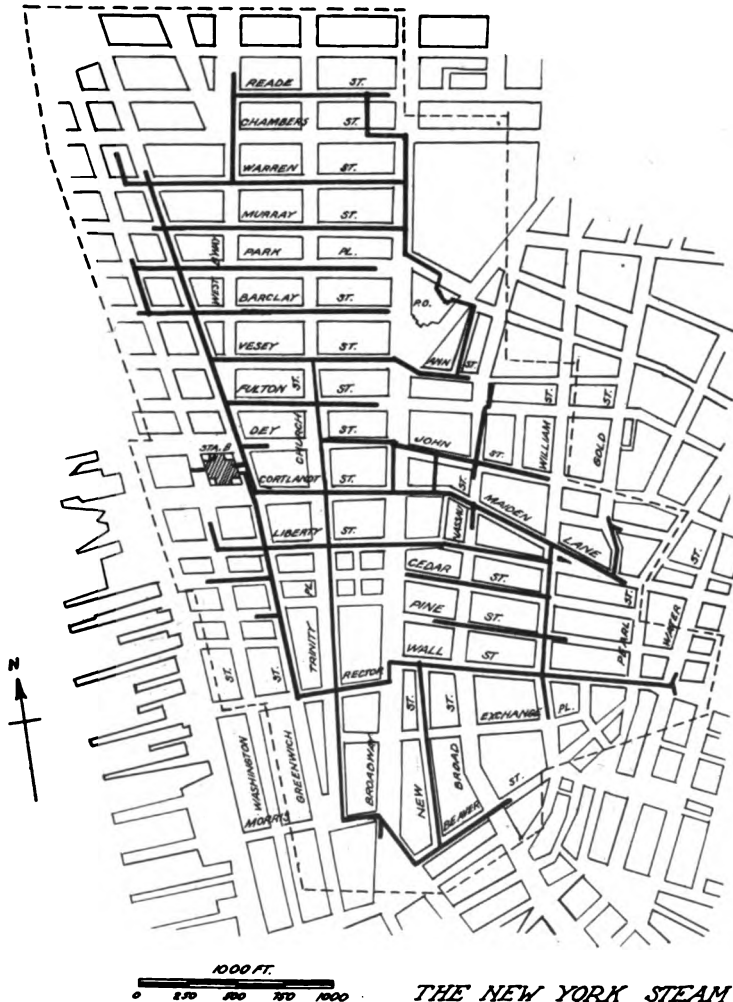 READE ST.
CHAMBERS ST.
WARREN ST.
MURRAY ST.
WEST B'WAY
PARK PL.
BARCLAY ST.
P.O.
VESEY
ANN ST.
FULTON ST.
ST.
CHURCH ST.
DEY ST.
JOHN ST.
WILLIAM ST.
GOLD ST.
STA. B
CORTLANDT ST.
MAIDEN LANE
NASSAU ST.
LIBERTY ST.
CEDAR ST.
PINE ST.
WALL ST
TRINITY PL
RECTOR
PEARL ST.
WATER ST.
N
ST.
ST.
ST.
ST.
EXCHANGE PL.
WASHINGTON
GREENWICH
BROADWAY
NEW
BROAD
BEAVER ST.
MORRIS
1000 FT.
0 250 500 750 1000
THE NEW YORK STEAM